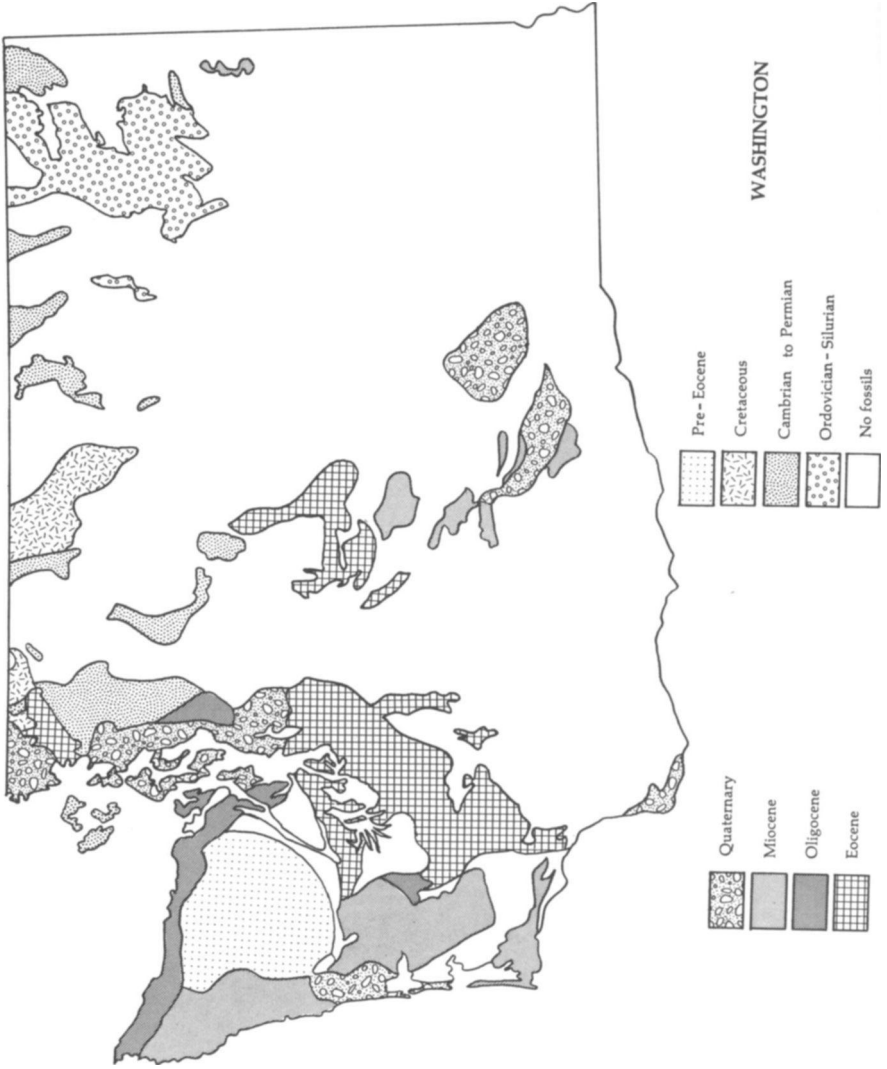 WASHINGTON
Quaternary
Miocene
Oligocene
Eocene
Pre-Eocene
Cretaceous
Cambrian to Permian
Ordovician-Silurian
No fossils